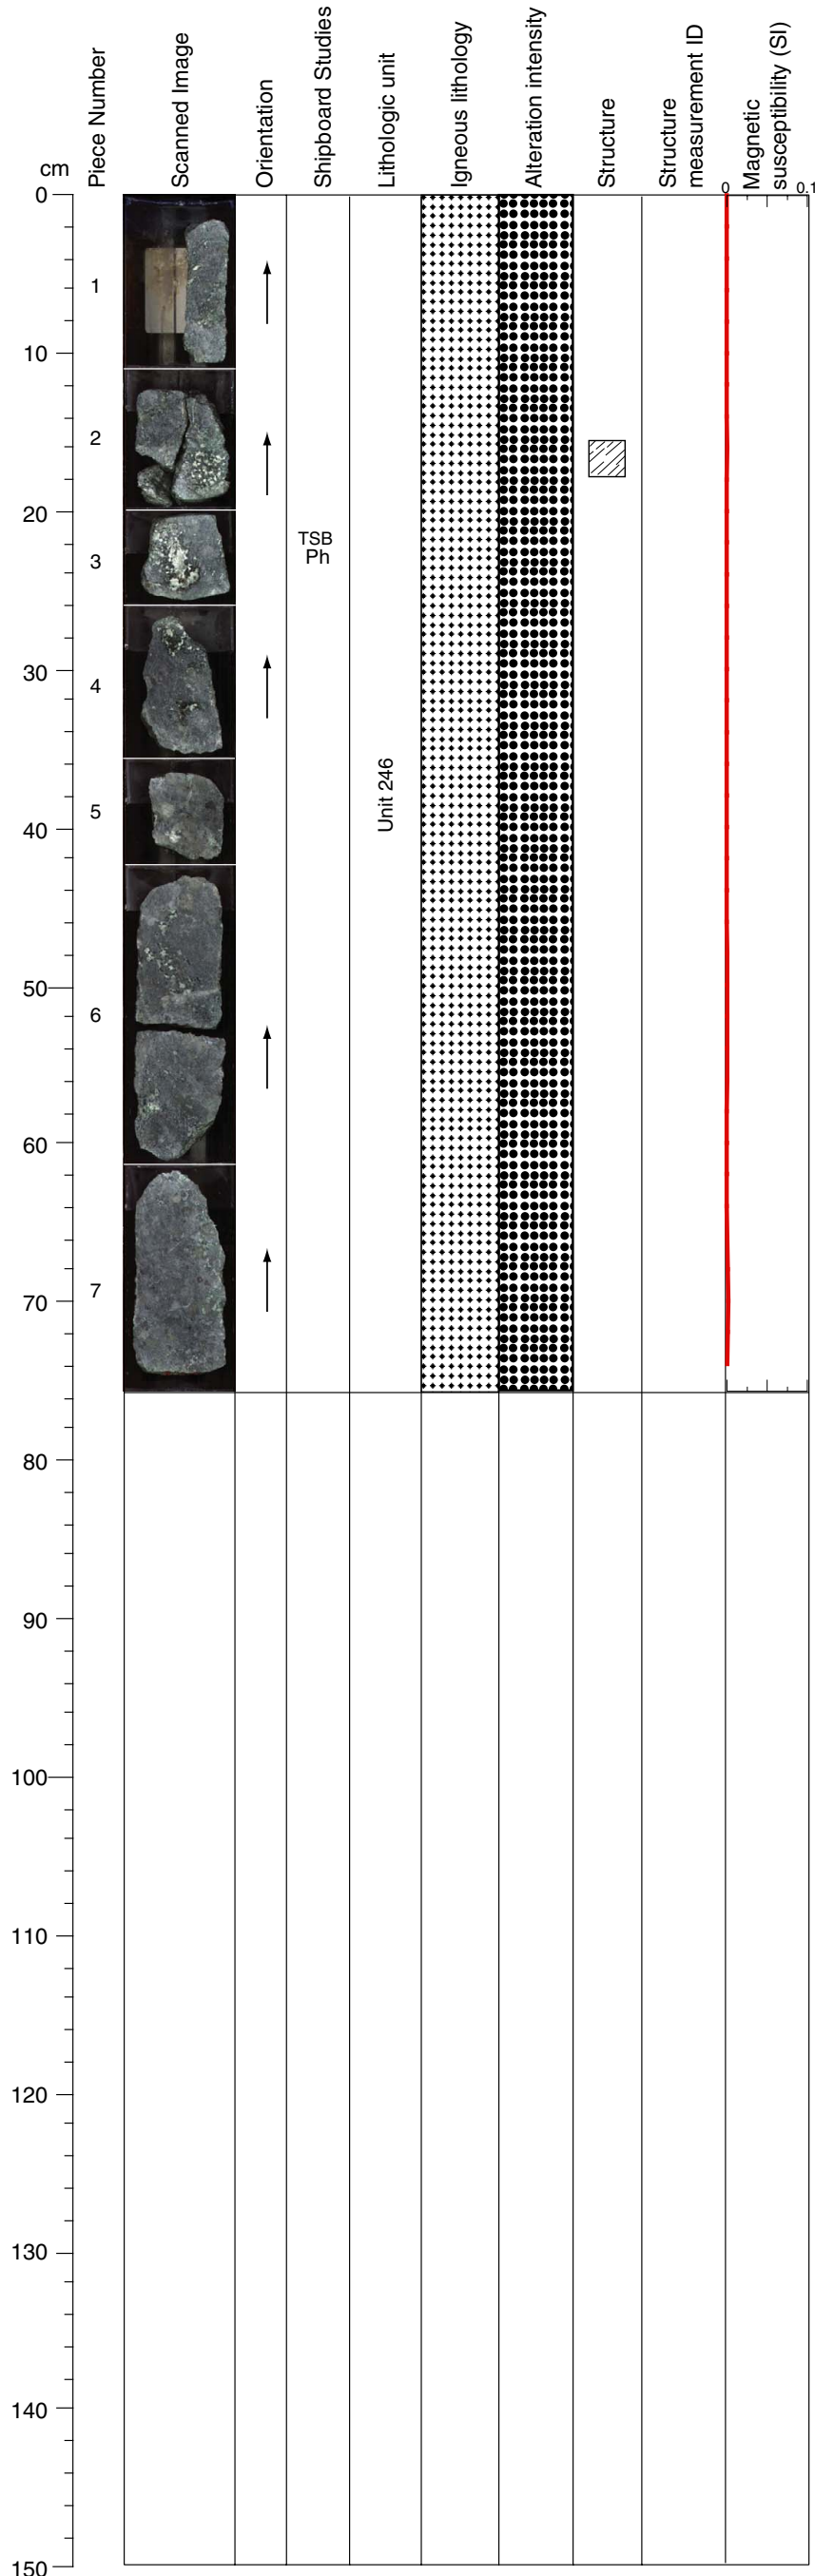 cm
Piece Number
Scanned Image
Orientation
Shipboard Studies
Lithologic unit
Igneous lithology
Alteration intensity
Structure
Structure
measurement ID
Magnetic
susceptibility (SI)
0
0.1
0
10
20
30
40
50
60
70
80
90
100
110
120
130
140
150
1
2
3
4
5
6
7
TSB
Ph
Unit 246